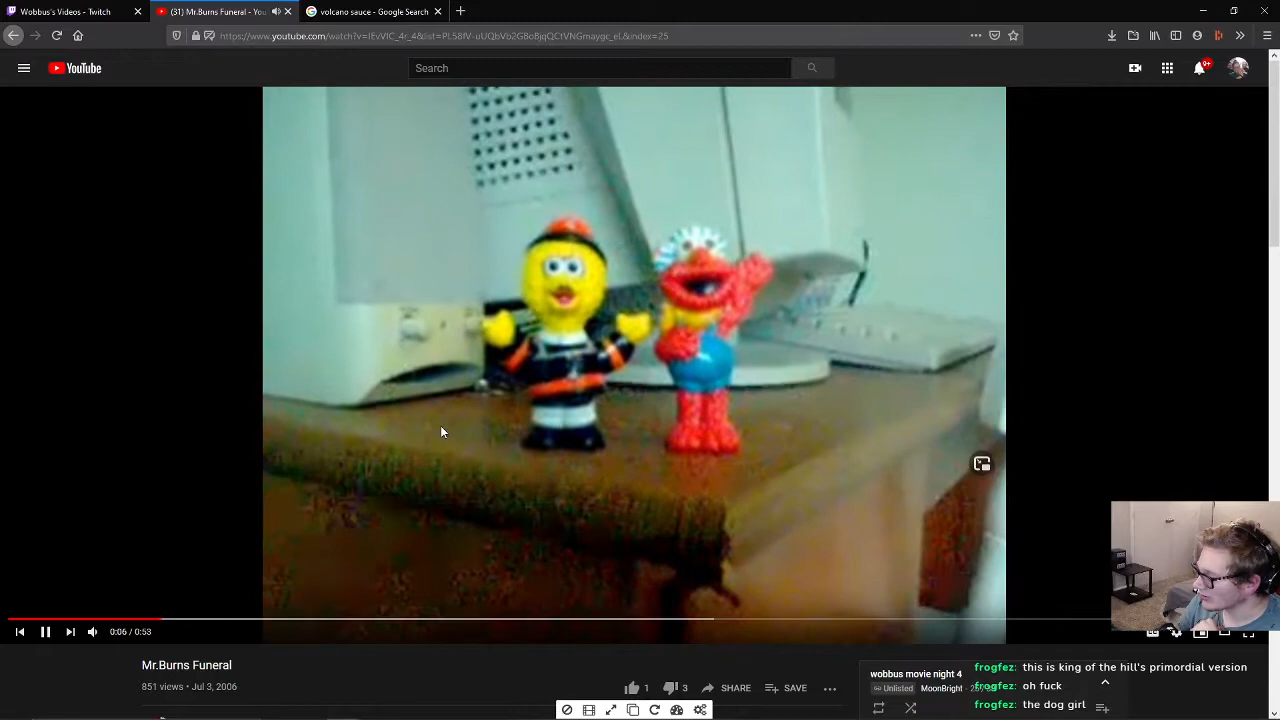 Wobbus's Videos - Twitch
(31) Mr.Burns Funeral - You
volcano sauce - Google Search
YouTube
Search
9+
0:06 / 0:53
Mr.Burns Funeral
851 views • Jul 3, 2006
1
3
SHARE
SAVE
wobbus movie night 4
Unlisted
MoonBright
frogfez: this is king of the hill's primordial version
frogfez: oh fuck
frogfez: the dog girl